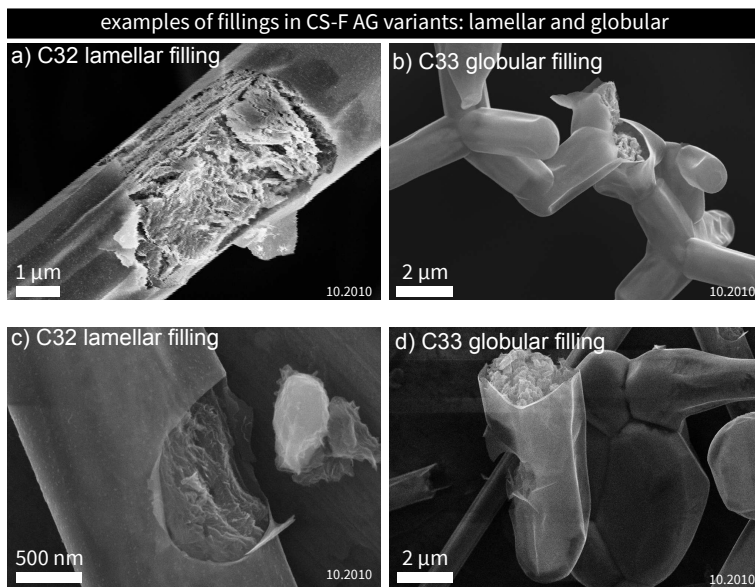 examples of fillings in CS-F AG variants: lamellar and globular
a) C32 lamellar filling
1 µm
10.2010
b) C33 globular filling
2 µm
10.2010
c) C32 lamellar filling
500 nm
10.2010
d) C33 globular filling
2 µm
10.2010